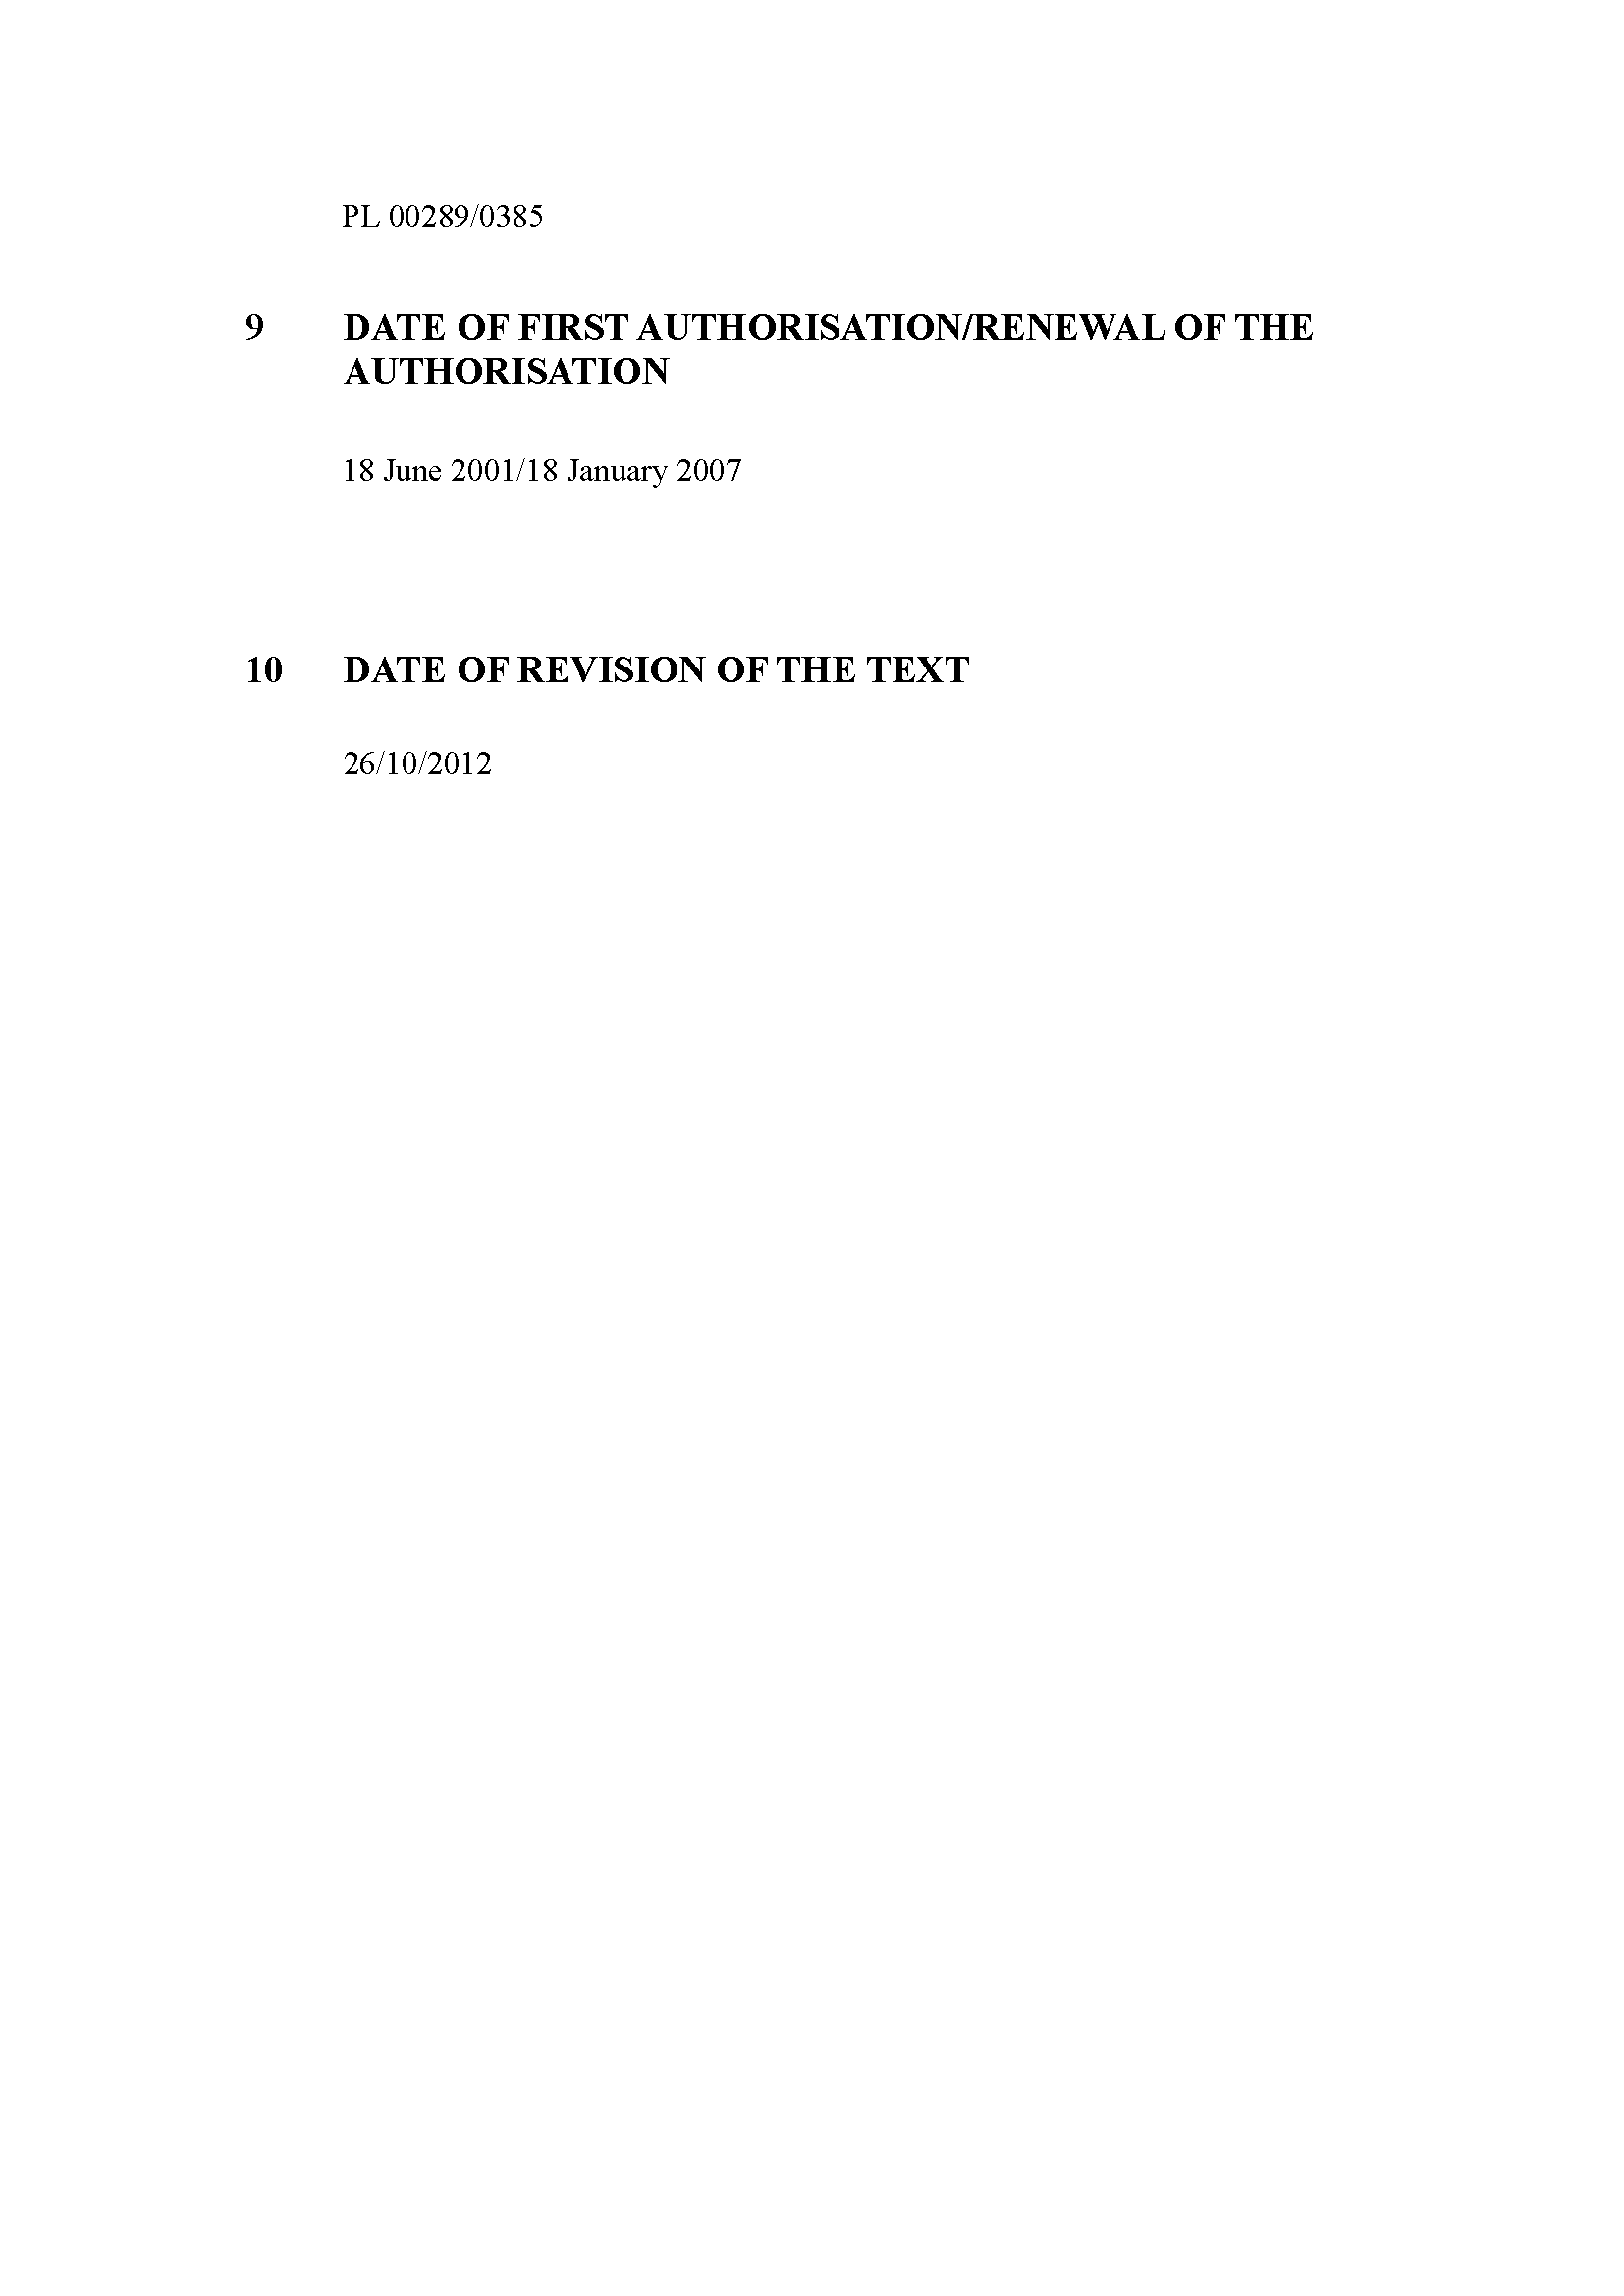 PL 00289/0385
9 DATE OF FIRST AUTHORISATION/RENEWAL OF THE
AUTHORISATION
18 June 2001/18 January 2007
10 DATE OF REVISION OF THE TEXT
26/10/2012